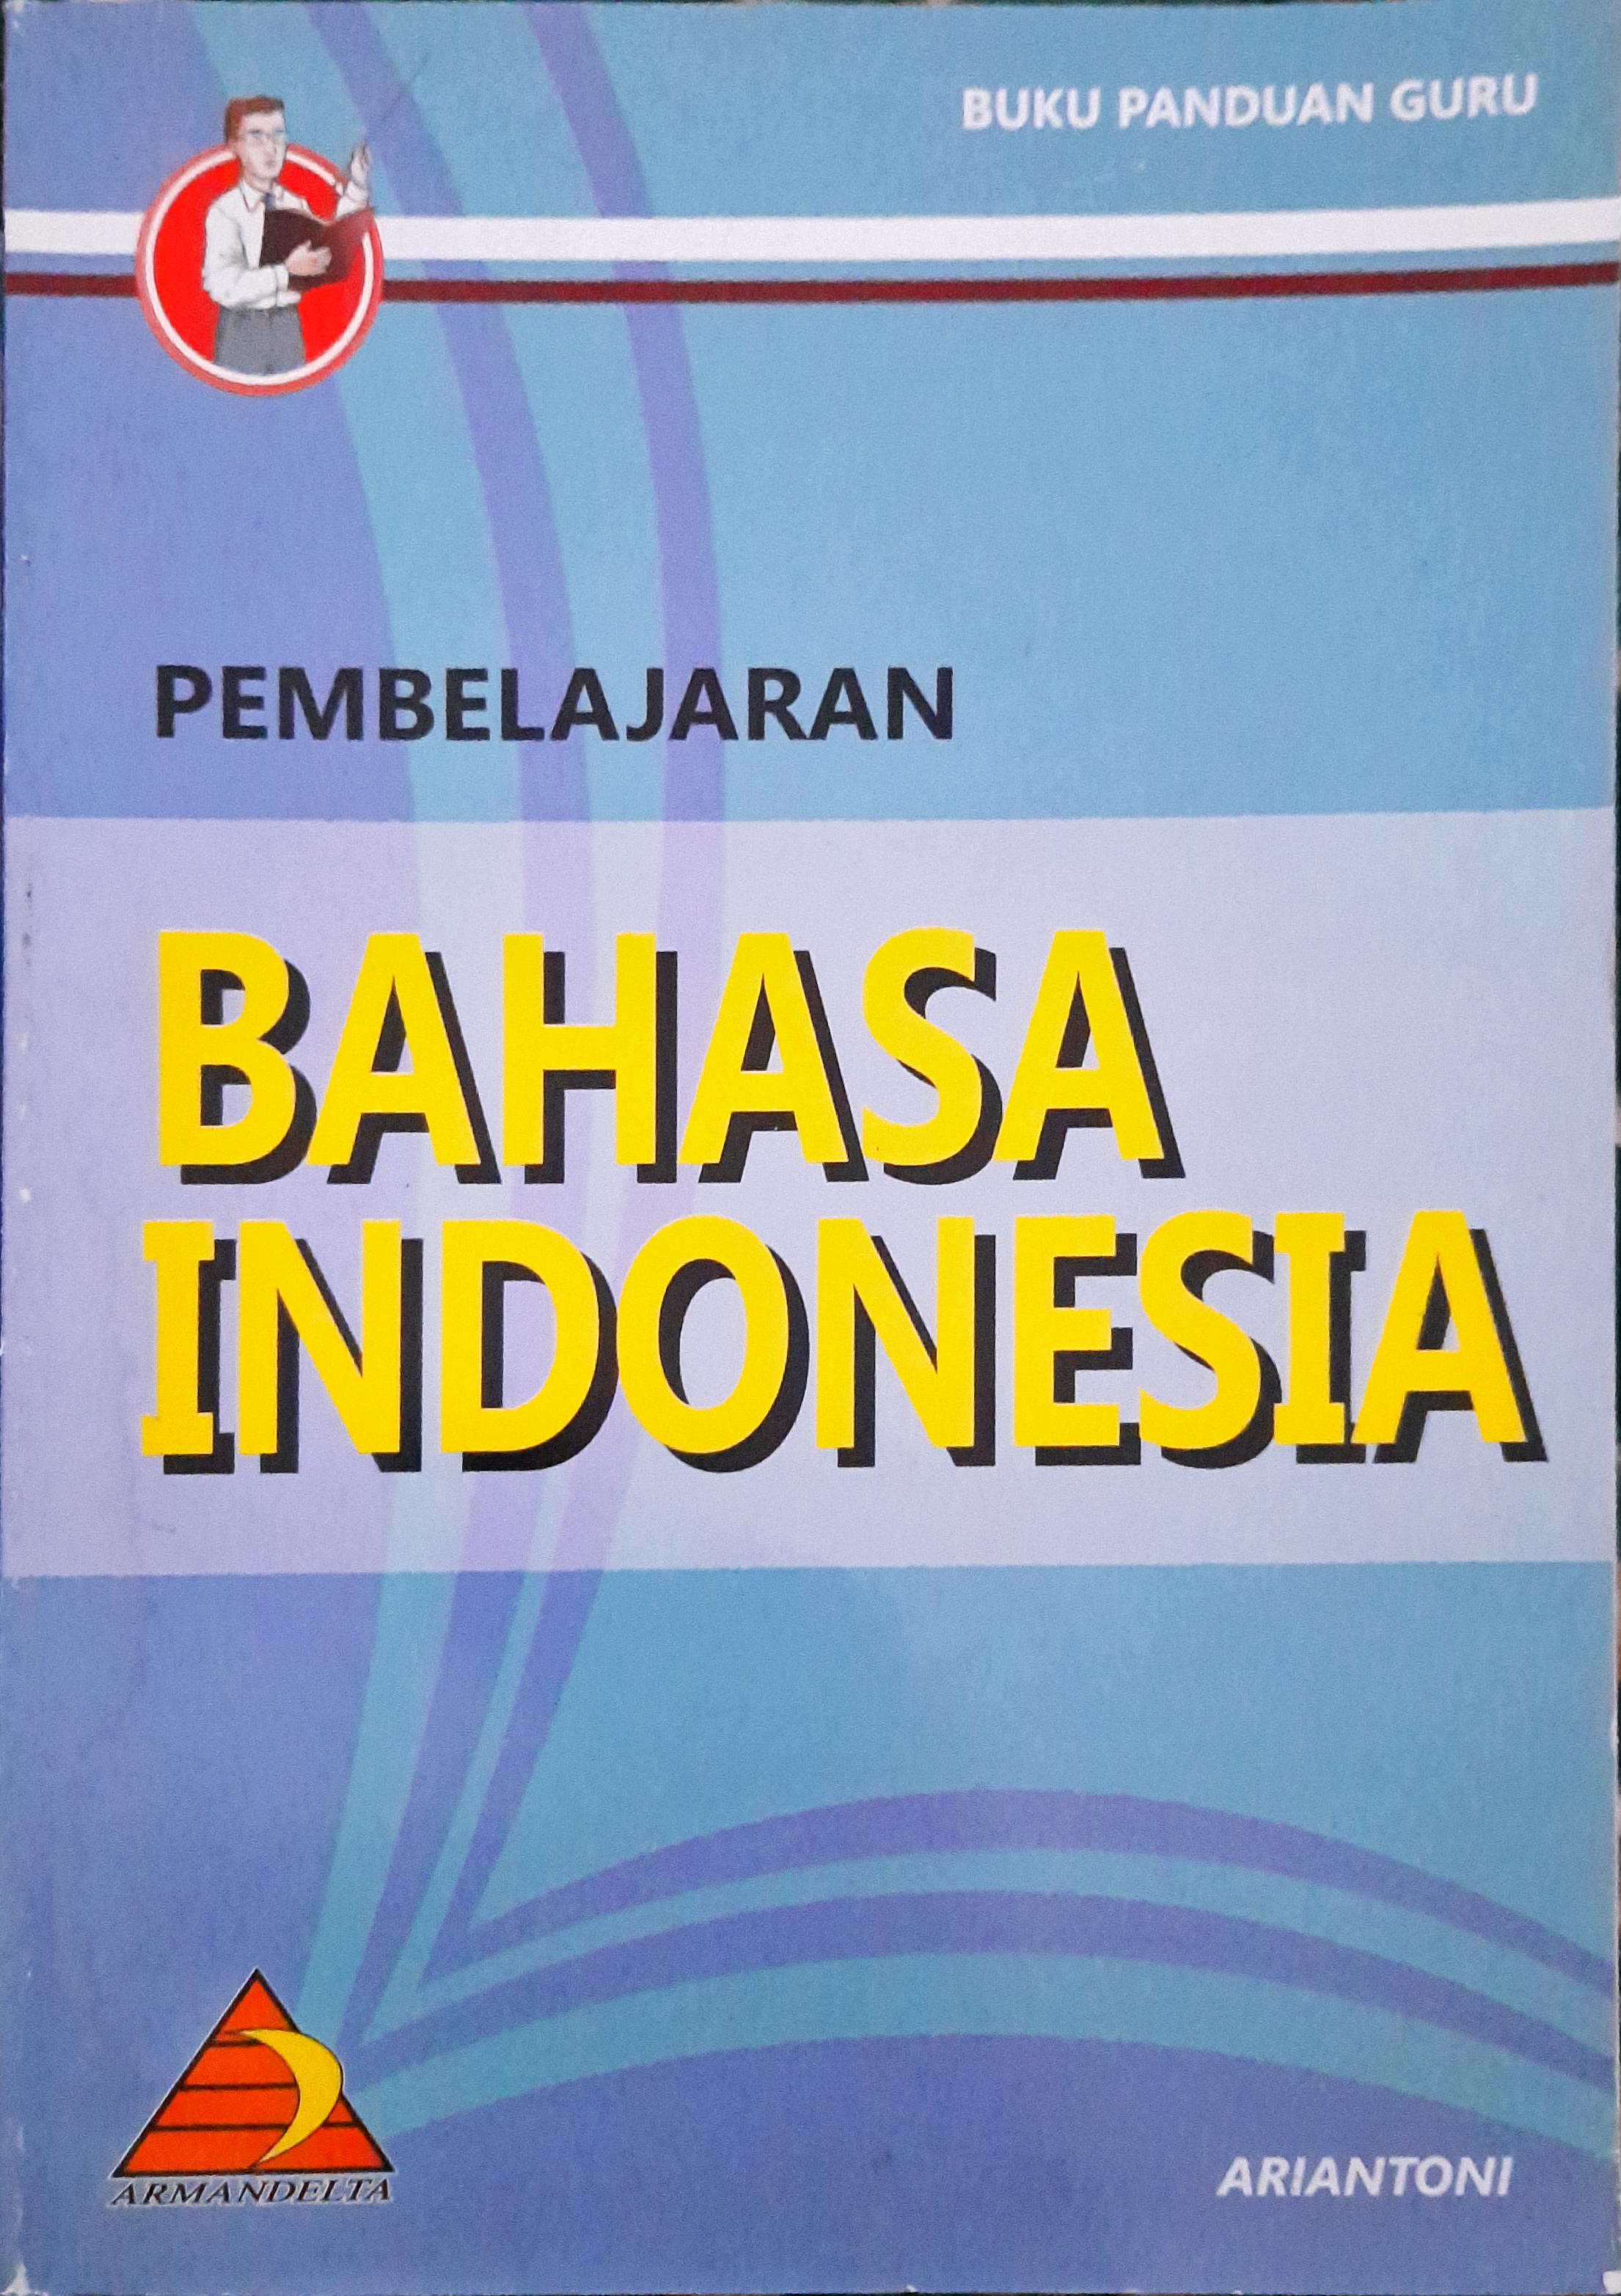 BUKU PANDUAN GURU
PEMBELAJARAN
BAHASA
INDONESIA
ARMANDELTA
ARIANTONI